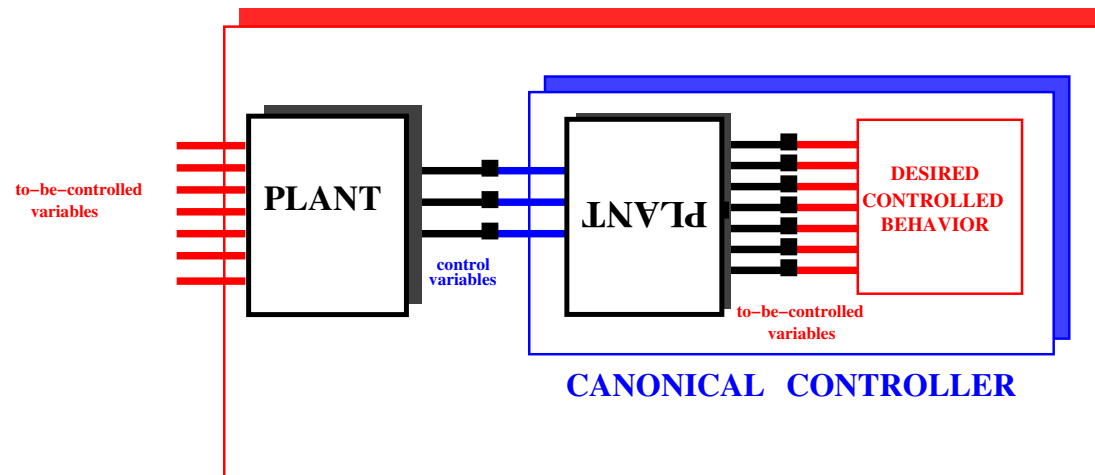 to-be-controlled
variables
PLANT
control
variables
PLANT
DESIRED
CONTROLLED
BEHAVIOR
to-be-controlled
variables
CANONICAL CONTROLLER